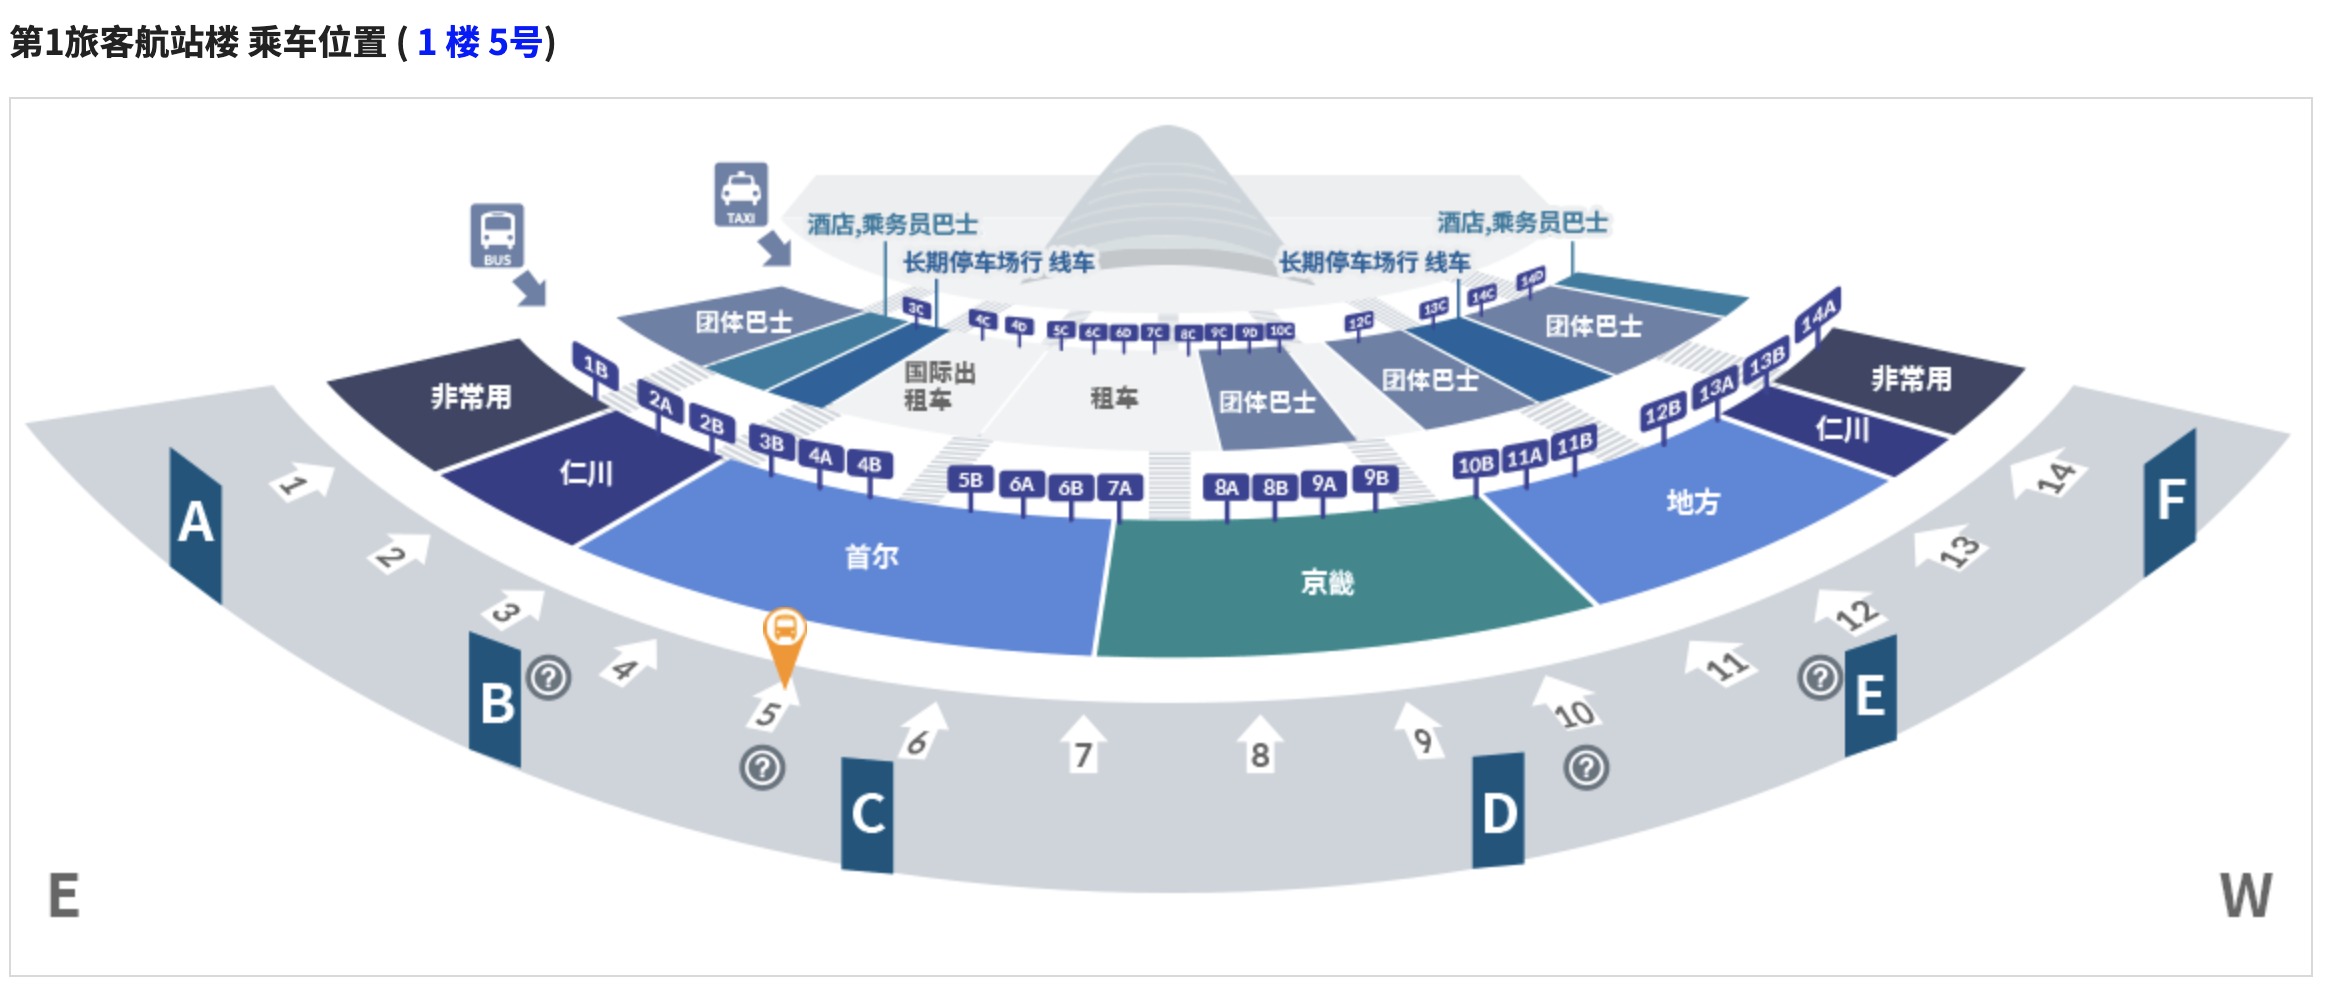 第1旅客航站楼 乘车位置 ( 1 楼 5号)
BUS
TAXI
酒店,乘务员巴士
长期停车场行 线车
酒店,乘务员巴士
长期停车场行 线车
3C
4C
4D
5C
6C
6D
7C
8C
9C
9D
10C
12C
13C
14C
14D
团体巴士
国际出
租车
租车
团体巴士
团体巴士
团体巴士
1B
2A
2B
3B
4A
4B
5B
6A
6B
7A
8A
8B
9A
9B
10B
11A
11B
12B
13A
13B
14A
非常用
仁川
首尔
京畿
地方
仁川
非常用
1
2
3
4
5
6
7
8
9
10
11
12
13
14
?
?
?
?
A
B
C
D
E
F
E
W